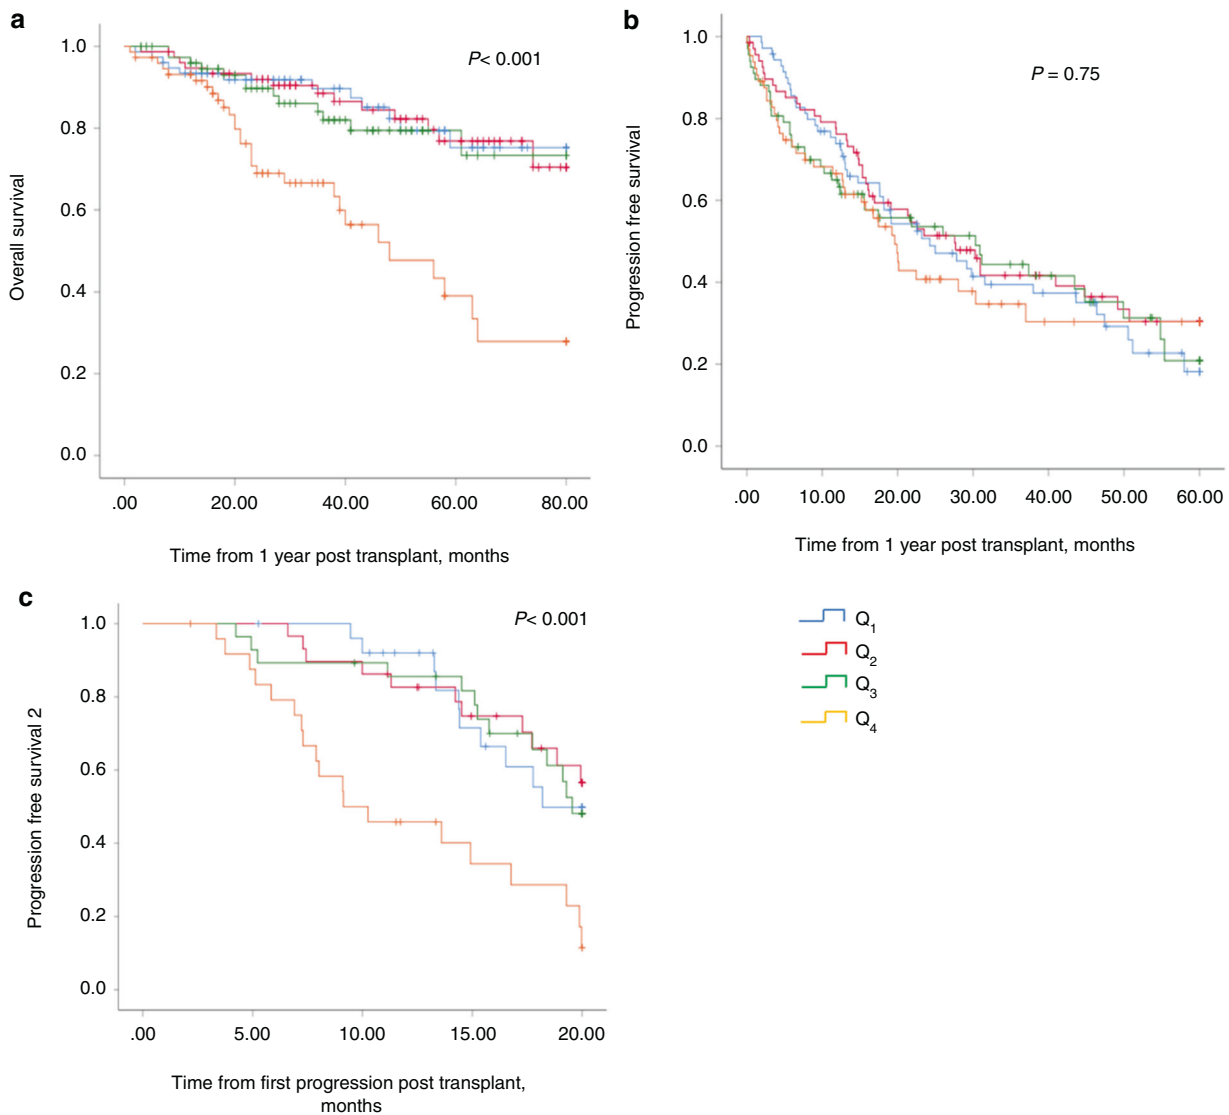 a
P< 0.001
Overall survival
1.0
0.8
0.6
0.4
0.2
0.0
.00 20.00 40.00 60.00 80.00
Time from 1 year post transplant, months
b
P = 0.75
Progression free survival
1.0
0.8
0.6
0.4
0.2
0.0
.00 10.00 20.00 30.00 40.00 50.00 60.00
Time from 1 year post transplant, months
c
P< 0.001
Progression free survival 2
1.0
0.8
0.6
0.4
0.2
0.0
.00 5.00 10.00 15.00 20.00
Time from first progression post transplant,
months
Q1
Q2
Q3
Q4